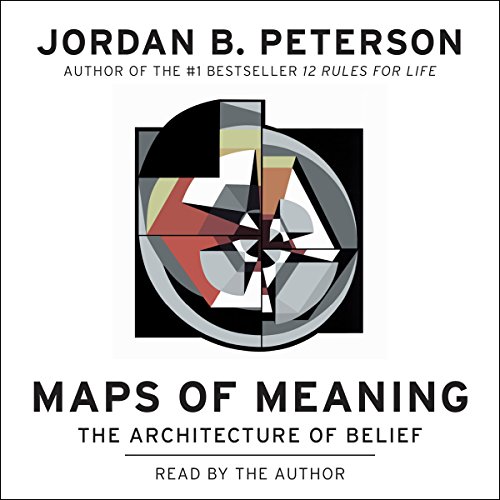 JORDAN B. PETERSON
AUTHOR OF THE #1 BESTSELLER 12 RULES FOR LIFE
MAPS OF MEANING
THE ARCHITECTURE OF BELIEF
READ BY THE AUTHOR